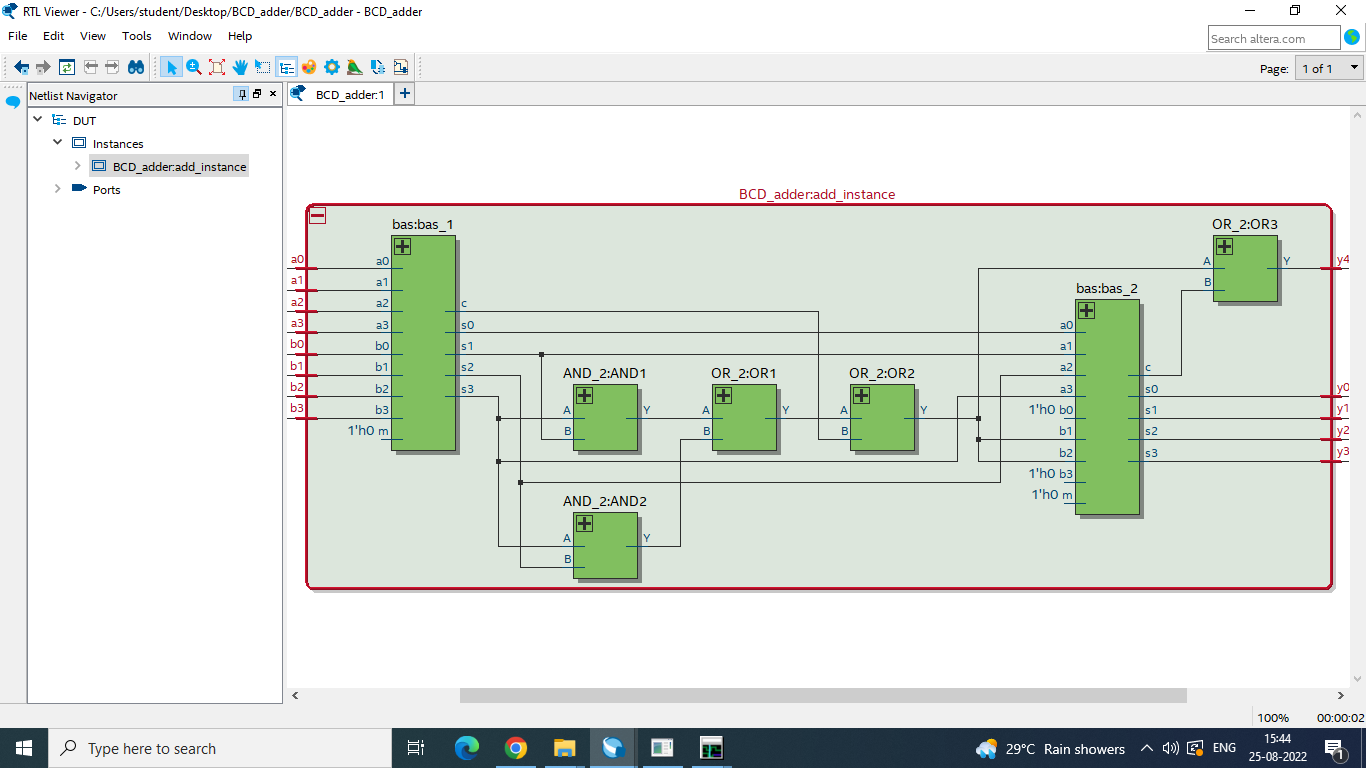 RTL Viewer - C:/Users/student/Desktop/BCD_adder/BCD_adder - BCD_adder
File Edit View Tools Window Help
Search altera.com
Page: 1 of 1
Netlist Navigator
BCD_adder:1
DUT
Instances
BCD_adder:add_instance
Ports
BCD_adder:add_instance
bas:bas_1
a0
a1
a2
a3
b0
b1
b2
b3
a0
a1
a2
a3
b0
b1
b2
b3
1'h0 m
c
s0
s1
s2
s3
AND_2:AND1
A
B
Y
AND_2:AND2
A
B
Y
OR_2:OR1
A
B
Y
OR_2:OR2
A
B
Y
bas:bas_2
a0
a1
a2
a3
1'h0 b0
b1
b2
1'h0 b3
1'h0 m
c
s0
s1
s2
s3
OR_2:OR3
A
B
Y
y4
y0
y1
y2
y3
100% 00:00:02
Type here to search
29°C Rain showers
ENG
15:44
25-08-2022
1